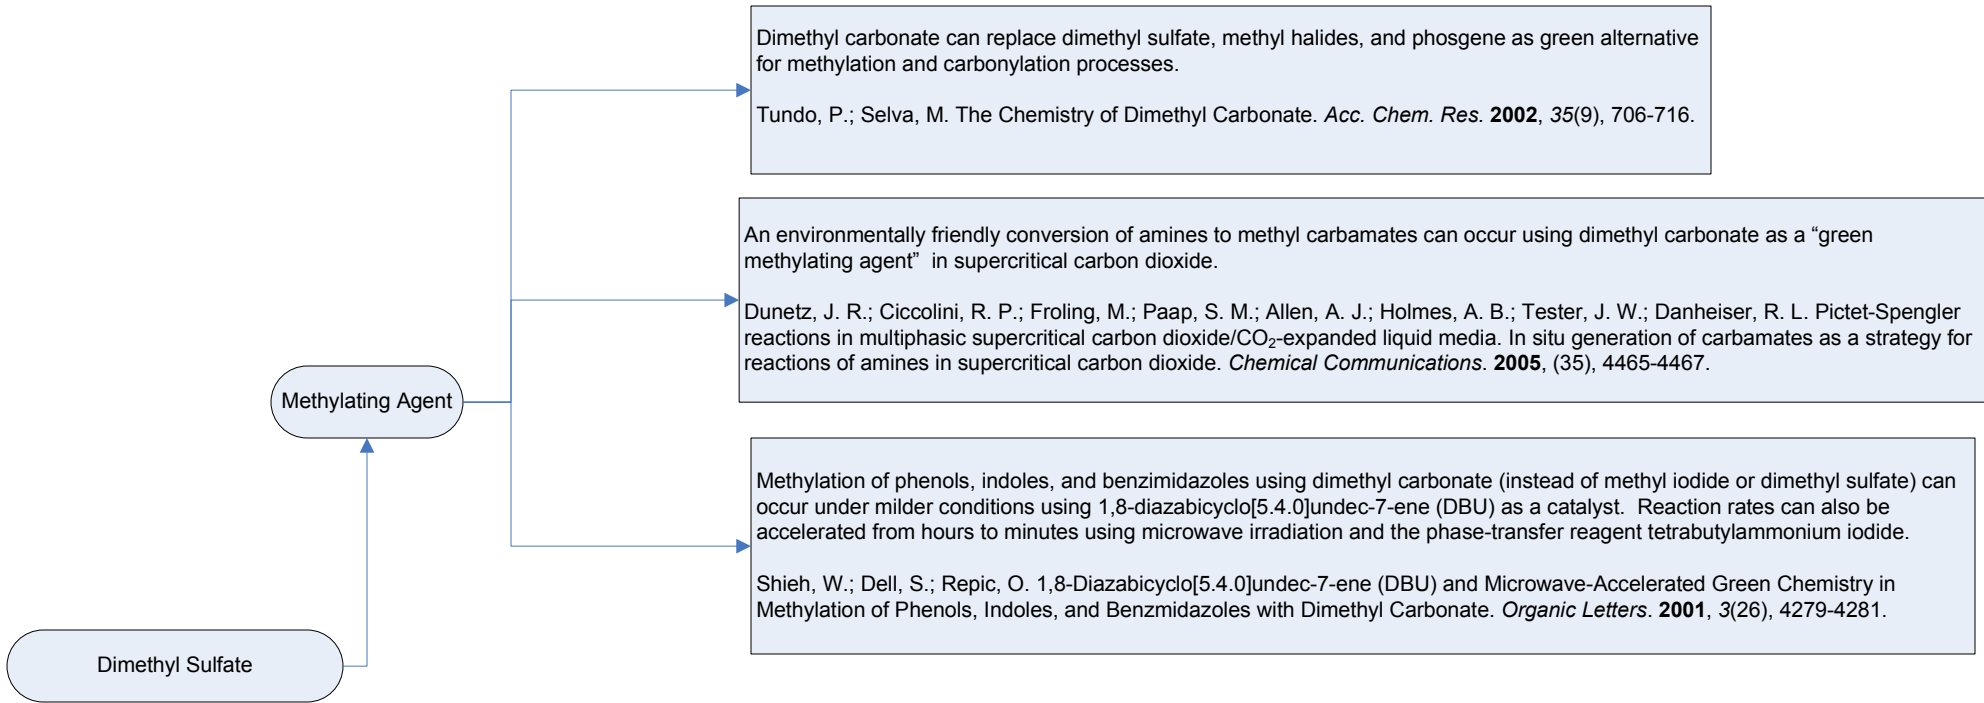 Dimethyl carbonate can replace dimethyl sulfate, methyl halides, and phosgene as green alternative
for methylation and carbonylation processes.
Tundo, P.; Selva, M. The Chemistry of Dimethyl Carbonate. Acc. Chem. Res. 2002, 35(9), 706-716.
An environmentally friendly conversion of amines to methyl carbamates can occur using dimethyl carbonate as a “green
methylating agent” in supercritical carbon dioxide.
Dunetz, J. R.; Ciccolini, R. P.; Froling, M.; Paap, S. M.; Allen, A. J.; Holmes, A. B.; Tester, J. W.; Danheiser, R. L. Pictet-Spengler
reactions in multiphasic supercritical carbon dioxide/CO₂-expanded liquid media. In situ generation of carbamates as a strategy for
reactions of amines in supercritical carbon dioxide. Chemical Communications. 2005, (35), 4465-4467.
Methylating Agent
Methylation of phenols, indoles, and benzimidazoles using dimethyl carbonate (instead of methyl iodide or dimethyl sulfate) can
occur under milder conditions using 1,8-diazabicyclo[5.4.0]undec-7-ene (DBU) as a catalyst.  Reaction rates can also be
accelerated from hours to minutes using microwave irradiation and the phase-transfer reagent tetrabutylammonium iodide.
Shieh, W.; Dell, S.; Repic, O. 1,8-Diazabicyclo[5.4.0]undec-7-ene (DBU) and Microwave-Accelerated Green Chemistry in
Methylation of Phenols, Indoles, and Benzmidazoles with Dimethyl Carbonate. Organic Letters. 2001, 3(26), 4279-4281.
Dimethyl Sulfate